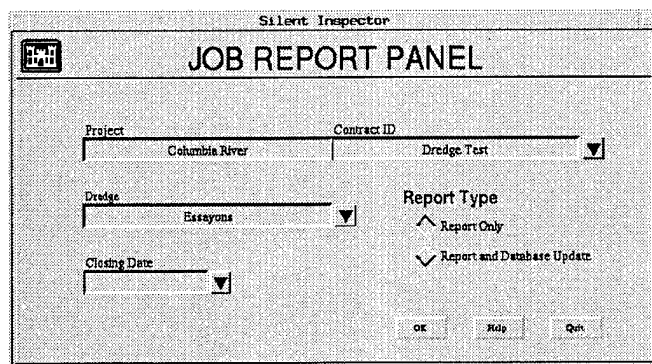 Silent Inspector
JOB REPORT PANEL
Project
Contract ID
Columbia River
Dredge Test
Dredge
Essayons
Report Type
Report Only
Closing Date
Report and Database Update
OK
Help
Quit